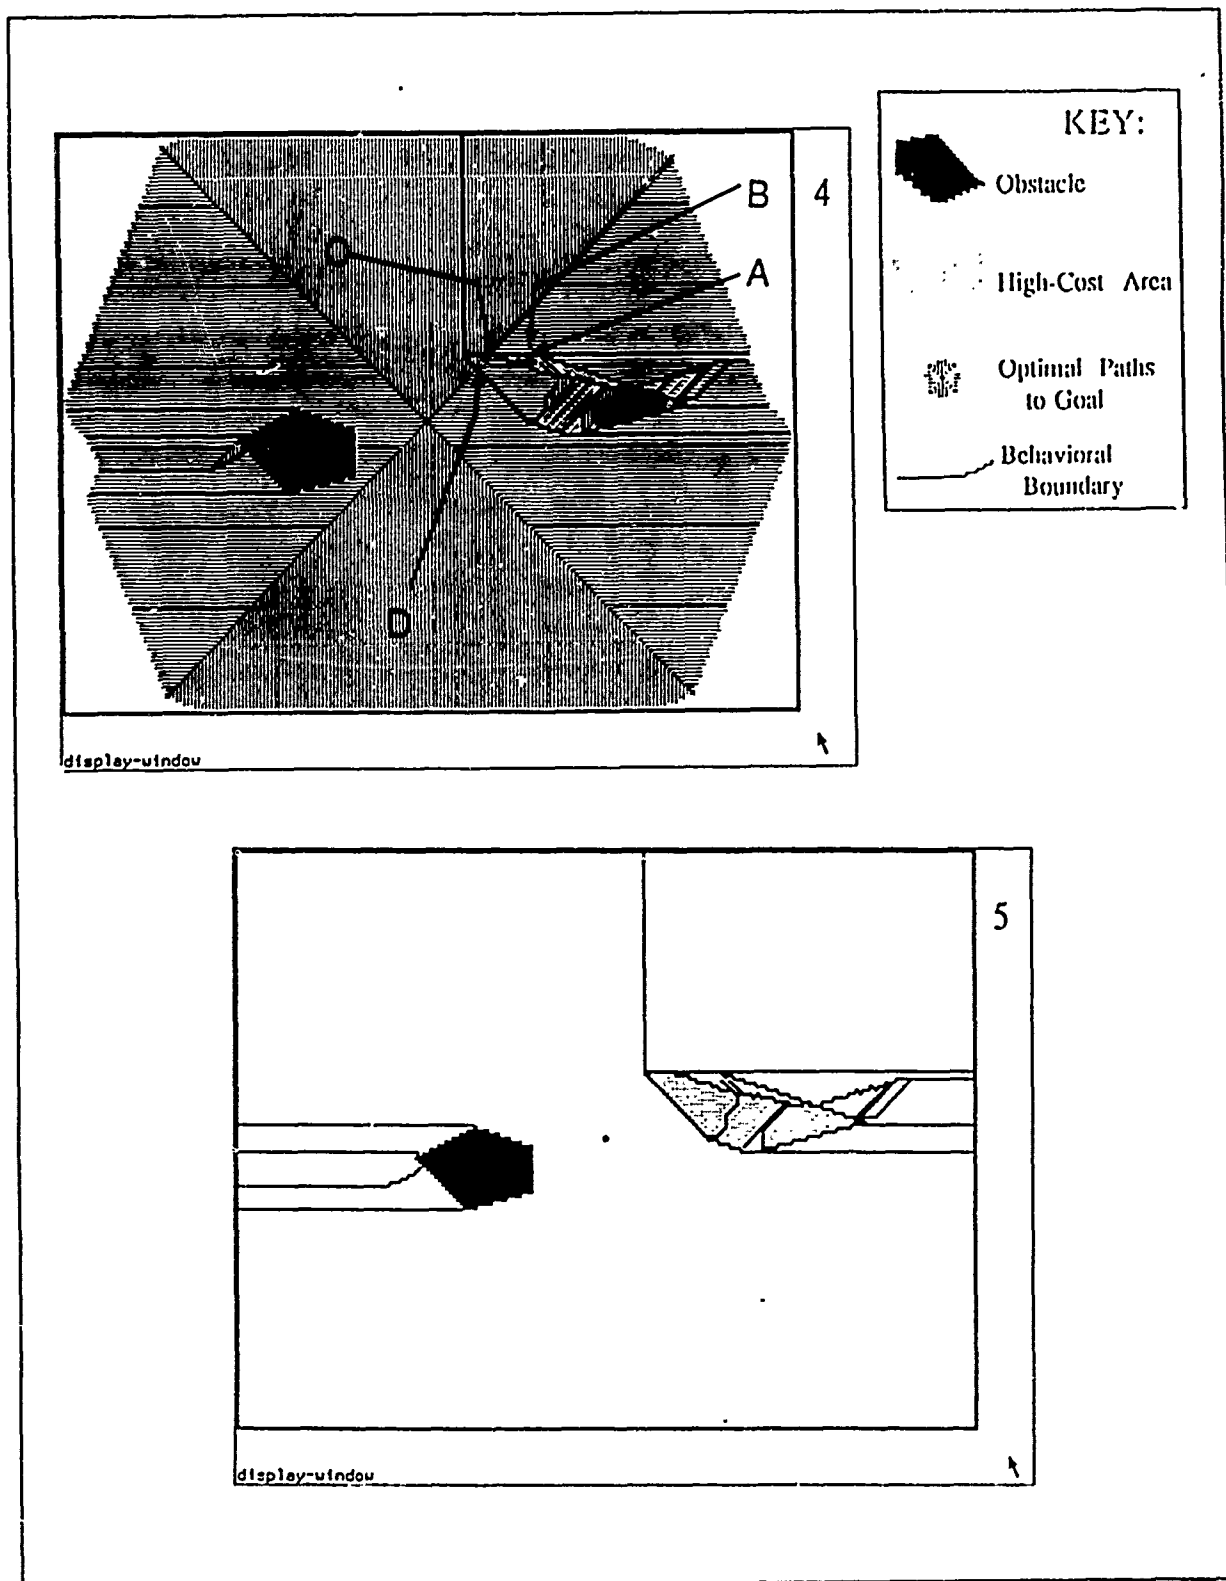 KEY:
Obstacle
High-Cost Area
Optimal Paths
to Goal
Behavioral
Boundary
4
B
A
D
display-window
5
display-window